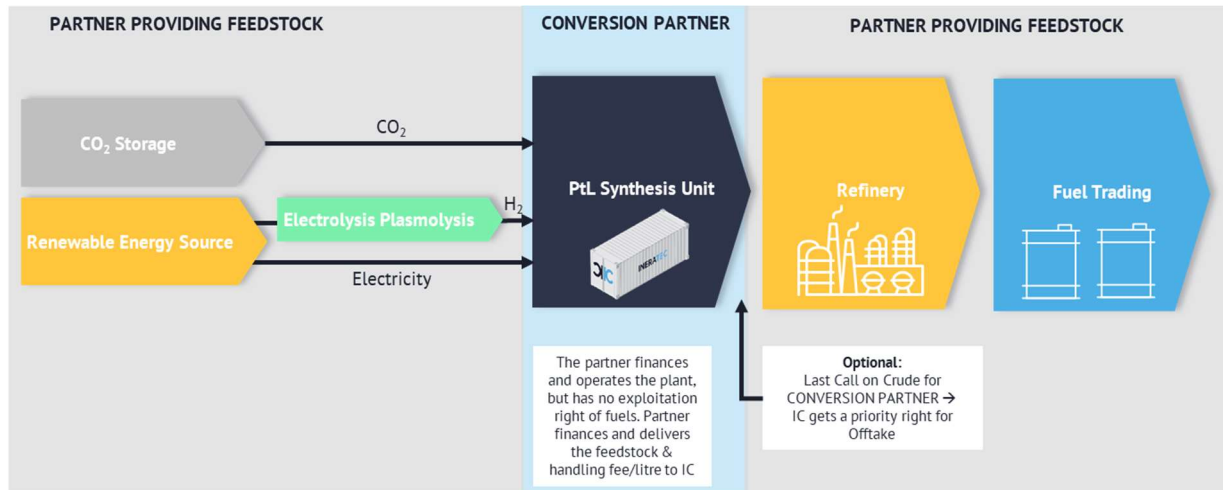 PARTNER PROVIDING FEEDSTOCK
CONVERSION PARTNER
PARTNER PROVIDING FEEDSTOCK
CO₂ Storage
CO₂
Renewable Energy Source
Electrolysis Plasmolysis
H₂
Electricity
PtL Synthesis Unit
IC
INERATEC
Refinery
Fuel Trading
The partner finances
and operates the plant,
but has no exploitation
right of fuels. Partner
finances and delivers
the feedstock &
handling fee/litre to IC
Optional:
Last Call on Crude for
CONVERSION PARTNER →
IC gets a priority right for
Offtake